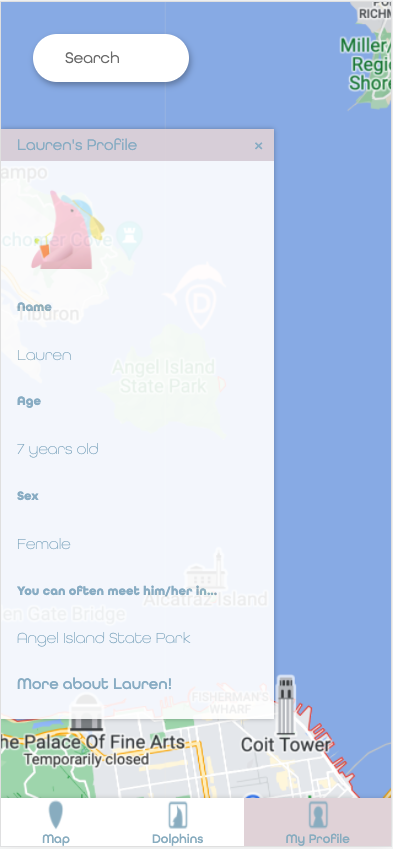 RICHM
Search
Miller/
Regio
Shore
Lauren's Profile
×
ampo
D
Name
Tiburon
Lauren
Angel Island
State Park
Age
7 years old
Sex
Female
You can often meet him/her in...
Alcatraz Island
en Gate Bridge
Angel Island State Park
More about Lauren!
FISHERMAN'S
WHARF
he Palace Of Fine Arts
Temporarily closed
Coit Tower
Map
Dolphins
My Profile